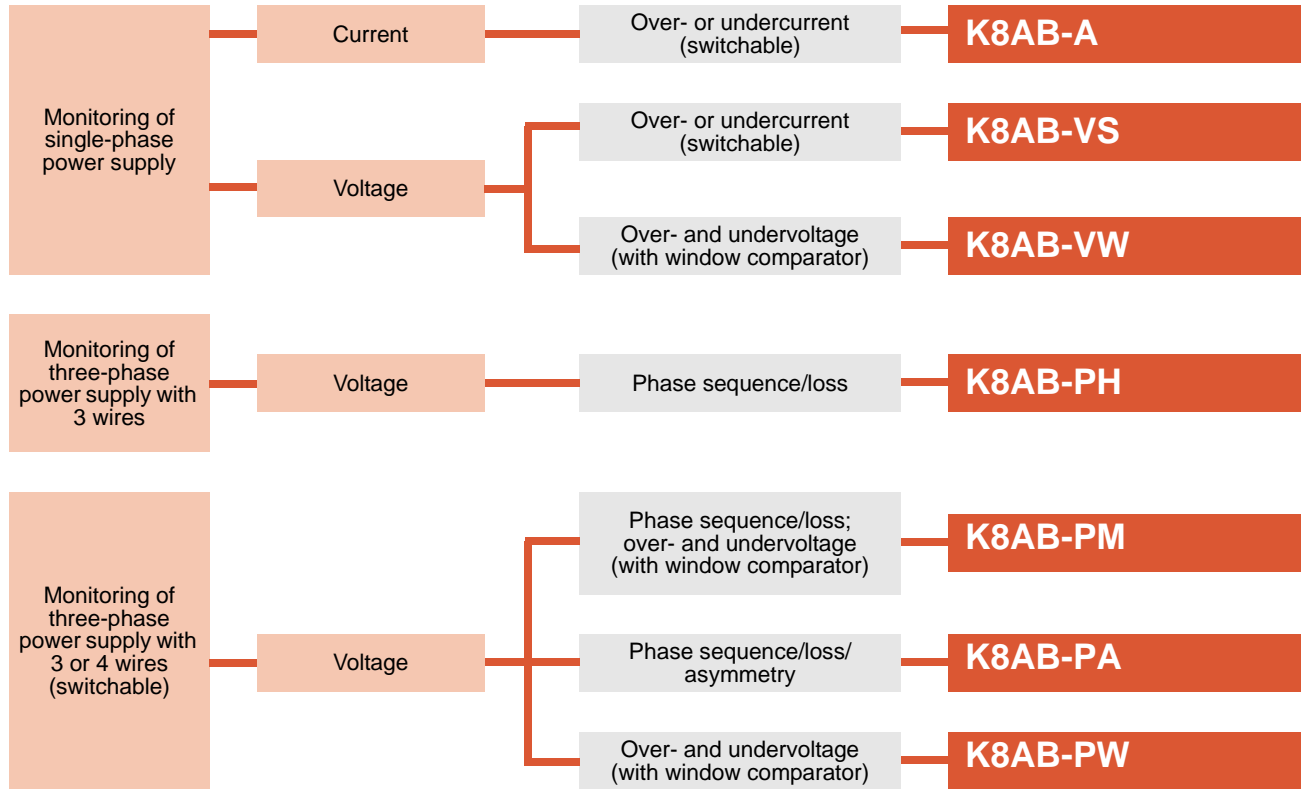 Monitoring of
single-phase
power supply
Current
Over- or undercurrent
(switchable)
K8AB-A
Voltage
Over- or undercurrent
(switchable)
K8AB-VS
Over- and undervoltage
(with window comparator)
K8AB-VW
Monitoring of
three-phase
power supply with
3 wires
Voltage
Phase sequence/loss
K8AB-PH
Monitoring of
three-phase
power supply with
3 or 4 wires
(switchable)
Voltage
Phase sequence/loss;
over- and undervoltage
(with window comparator)
K8AB-PM
Phase sequence/loss/
asymmetry
K8AB-PA
Over- and undervoltage
(with window comparator)
K8AB-PW